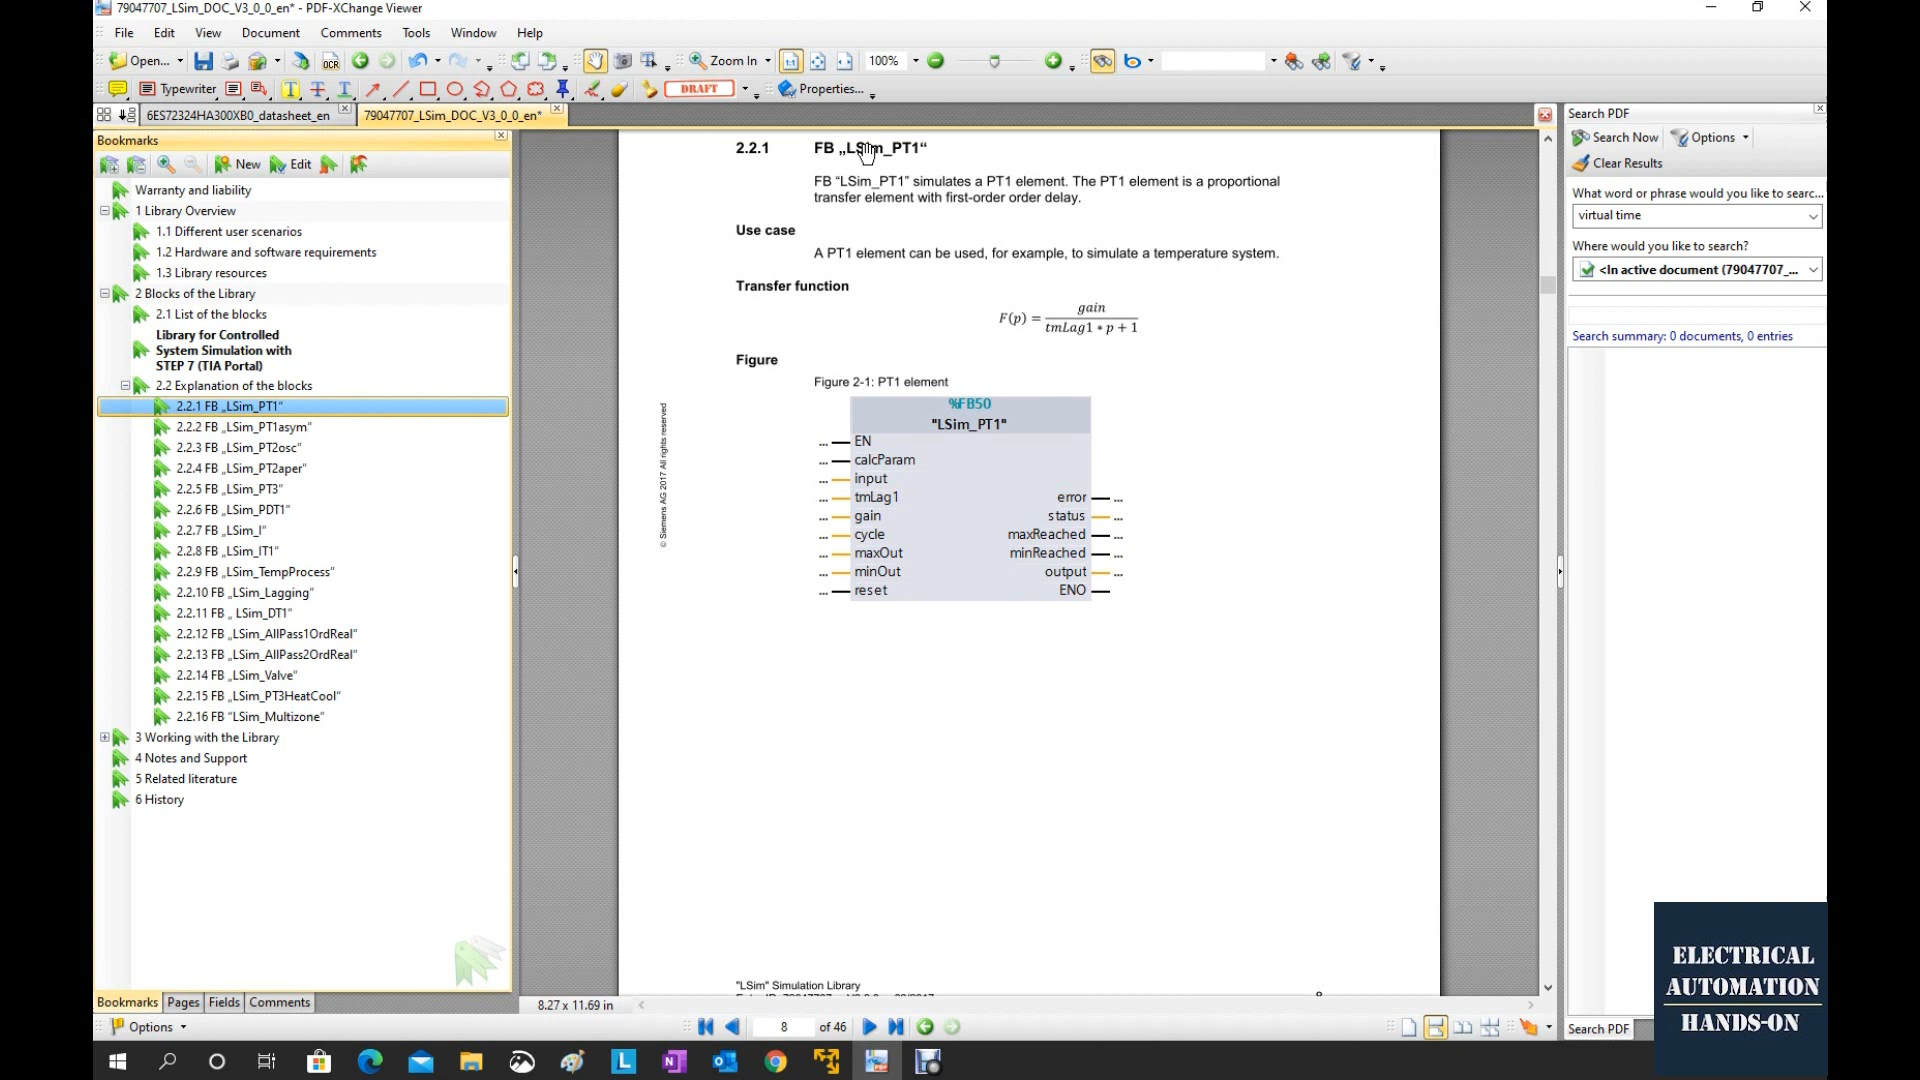 79047707_LSim_DOC_V3_0_0_en* - PDF-XChange Viewer
File Edit View Document Comments Tools Window Help
Open... OCR Zoom In 100%
Typewriter DRAFT Properties...
6ES72324HA300XB0_datasheet_en 79047707_LSim_DOC_V3_0_0_en*
Bookmarks
New Edit
Warranty and liability
1 Library Overview
1.1 Different user scenarios
1.2 Hardware and software requirements
1.3 Library resources
2 Blocks of the Library
2.1 List of the blocks
Library for Controlled
System Simulation with
STEP 7 (TIA Portal)
2.2 Explanation of the blocks
2.2.1 FB „LSim_PT1“
2.2.2 FB „LSim_PT1asym“
2.2.3 FB „LSim_PT2osc“
2.2.4 FB „LSim_PT2aper“
2.2.5 FB „LSim_PT3“
2.2.6 FB „LSim_PDT1“
2.2.7 FB „LSim_I“
2.2.8 FB „LSim_IT1“
2.2.9 FB „LSim_TempProcess“
2.2.10 FB „LSim_Lagging“
2.2.11 FB „ LSim_DT1“
2.2.12 FB „LSim_AllPass1OrdReal“
2.2.13 FB „LSim_AllPass2OrdReal“
2.2.14 FB „LSim_Valve“
2.2.15 FB „LSim_PT3HeatCool“
2.2.16 FB “LSim_Multizone“
3 Working with the Library
4 Notes and Support
5 Related literature
6 History
Bookmarks Pages Fields Comments
Options
2.2.1 FB „LSim_PT1“
FB “LSim_PT1” simulates a PT1 element. The PT1 element is a proportional
transfer element with first-order order delay.
Use case
A PT1 element can be used, for example, to simulate a temperature system.
Transfer function
F(p) = gain
tmLag1 * p + 1
Figure
Figure 2-1: PT1 element
© Siemens AG 2017 All rights reserved
%FB50
"LSim_PT1"
... EN
... calcParam
... input
... tmLag1 error ...
... gain status ...
... cycle maxReached ...
... maxOut minReached ...
... minOut output ...
... reset ENO
"LSim" Simulation Library
8.27 x 11.69 in
8 of 46
Search PDF
Search Now Options
Clear Results
What word or phrase would you like to searc...
virtual time
Where would you like to search?
<In active document (79047707_...
Search summary: 0 documents, 0 entries
Search PDF
ELECTRICAL
AUTOMATION
HANDS-ON